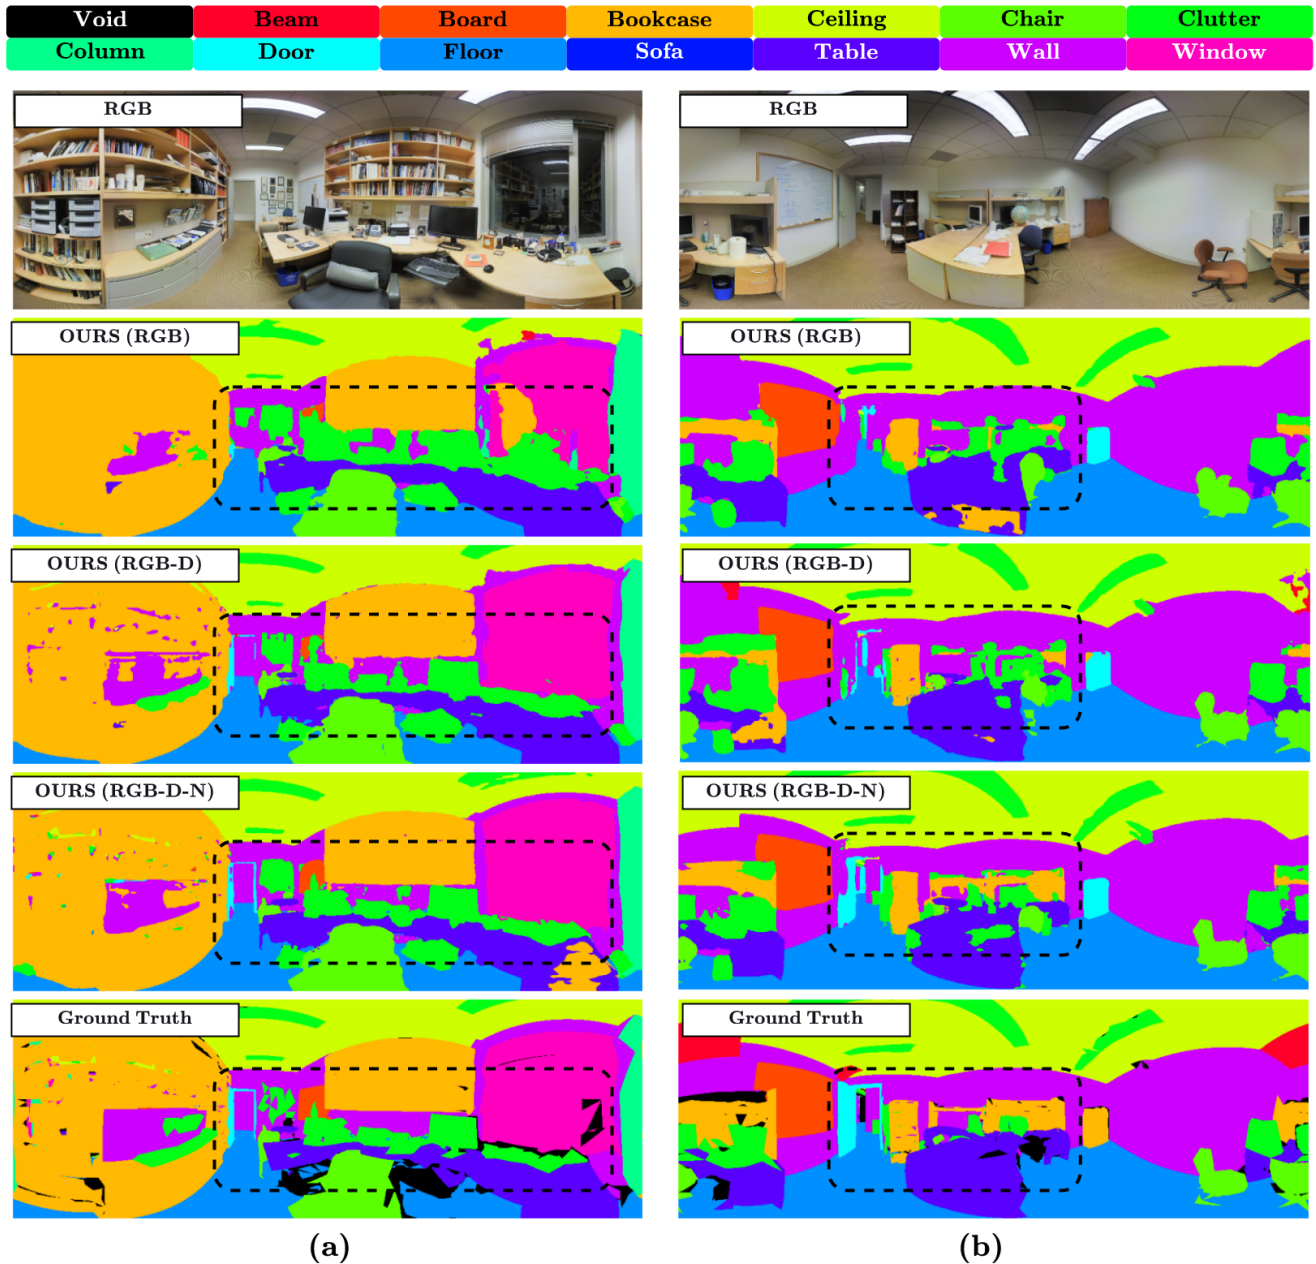 Void Beam Board Bookcase Ceiling Chair Clutter
Column Door Floor Sofa Table Wall Window
RGB RGB
OURS (RGB) OURS (RGB)
OURS (RGB-D) OURS (RGB-D)
OURS (RGB-D-N) OURS (RGB-D-N)
Ground Truth Ground Truth
(a) (b)